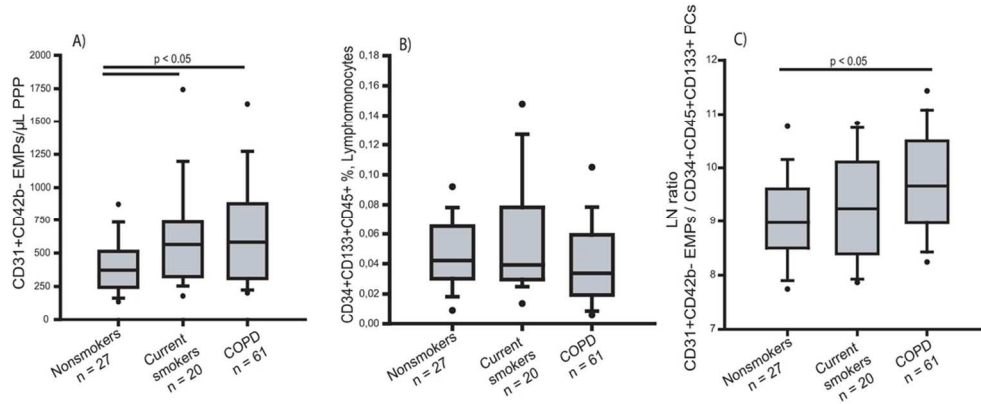 A)
p < 0.05
2000
1750
1500
1250
1000
750
500
250
0
CD31+CD42b- EMPs/µL PPP
Nonsmokers
n = 27
Current
smokers
n = 20
COPD
n = 61
B)
0,18
0,16
0,14
0,12
0,10
0,08
0,06
0,04
0,02
0,00
CD34+CD133+CD45+ %, Lymphomonocytes
Nonsmokers
n = 27
Current
smokers
n = 20
COPD
n = 61
C)
p < 0.05
12
11
10
9
8
7
LN ratio
CD31+CD42b- EMPs / CD34+CD45+CD133+ PCs
Nonsmokers
n = 27
Current
smokers
n = 20
COPD
n = 61